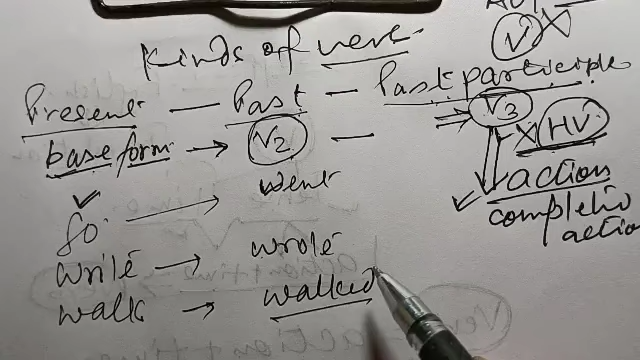 Kinds of verb
V X
Present — Past — Past participle
base form → V2 — ⇒ V3
X HV
went
action
go →
completio
action
write → wrote
walk → walked